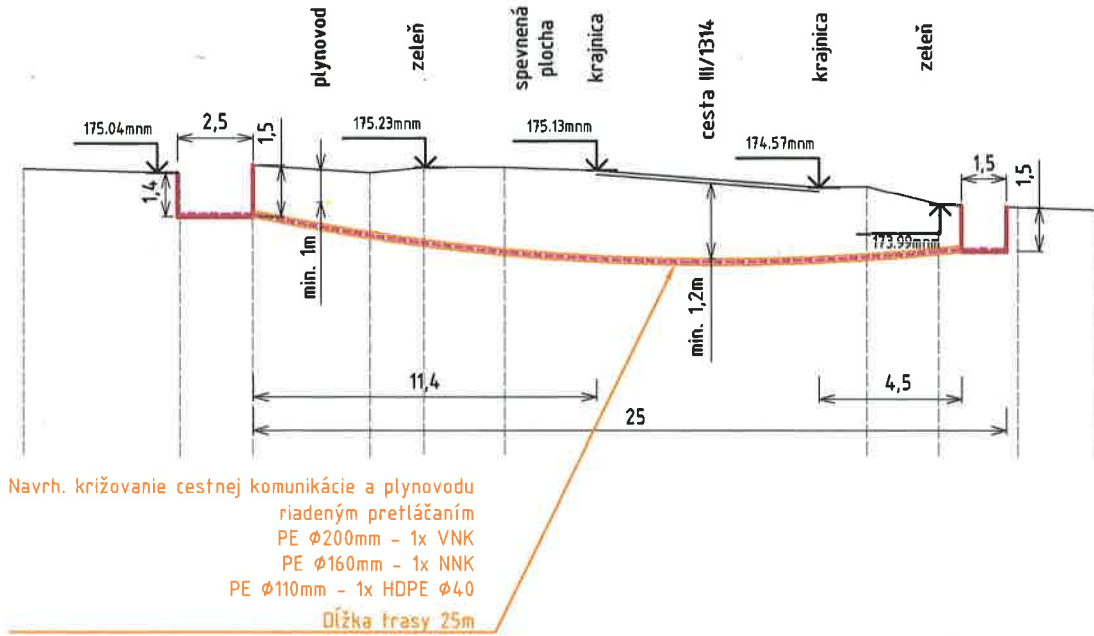 plynovod
zeleň
spevnená
plocha
krajnica
cesta III/1314
krajnica
zeleň
175.04mnm
2,5
1,5
175.23mnm
175.13mnm
174.57mnm
1,5
1,5
1,4
min. 1m
173.99mnm
min. 1,2m
11,4
4,5
25
Navrh. križovanie cestnej komunikácie a plynovodu
riadeným pretláčaním
PE Φ200mm - 1x VNK
PE Φ160mm - 1x NNK
PE Φ110mm - 1x HDPE Φ40
Dĺžka trasy 25m